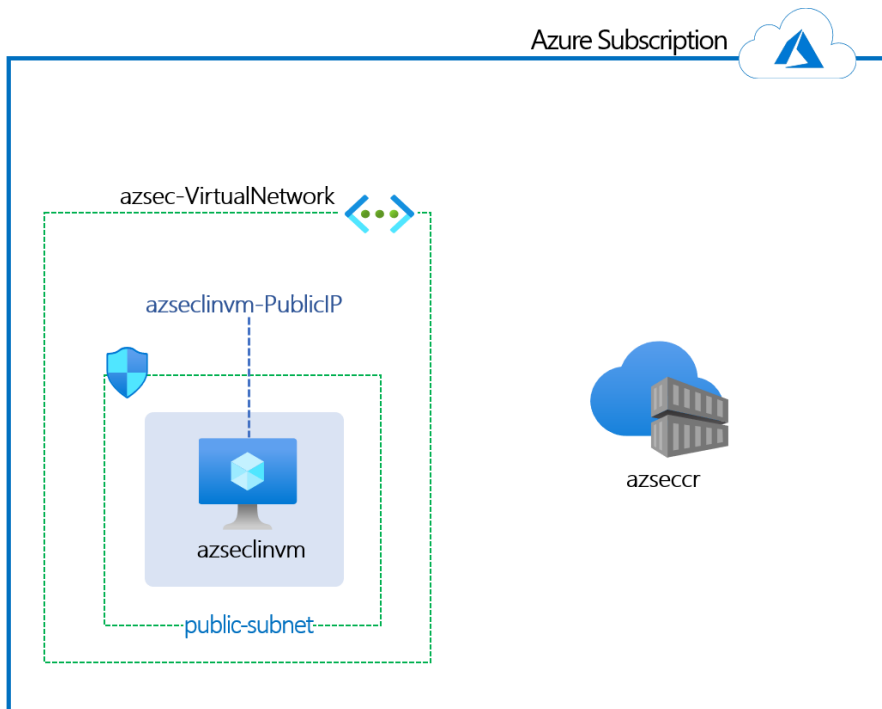 Azure Subscription
azsec-VirtualNetwork
azseclinvm-PublicIP
azseclinvm
public-subnet
azseccr